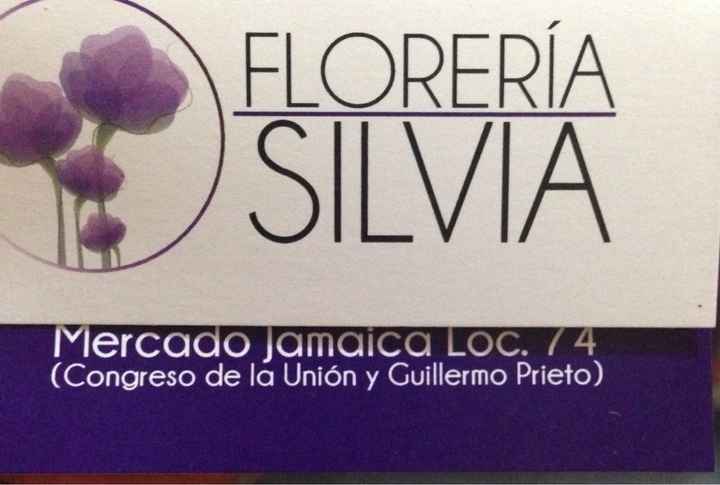 FLORERÍA
SILVIA
Mercado Jamaica Loc. 74
(Congreso de la Unión y Guillermo Prieto)